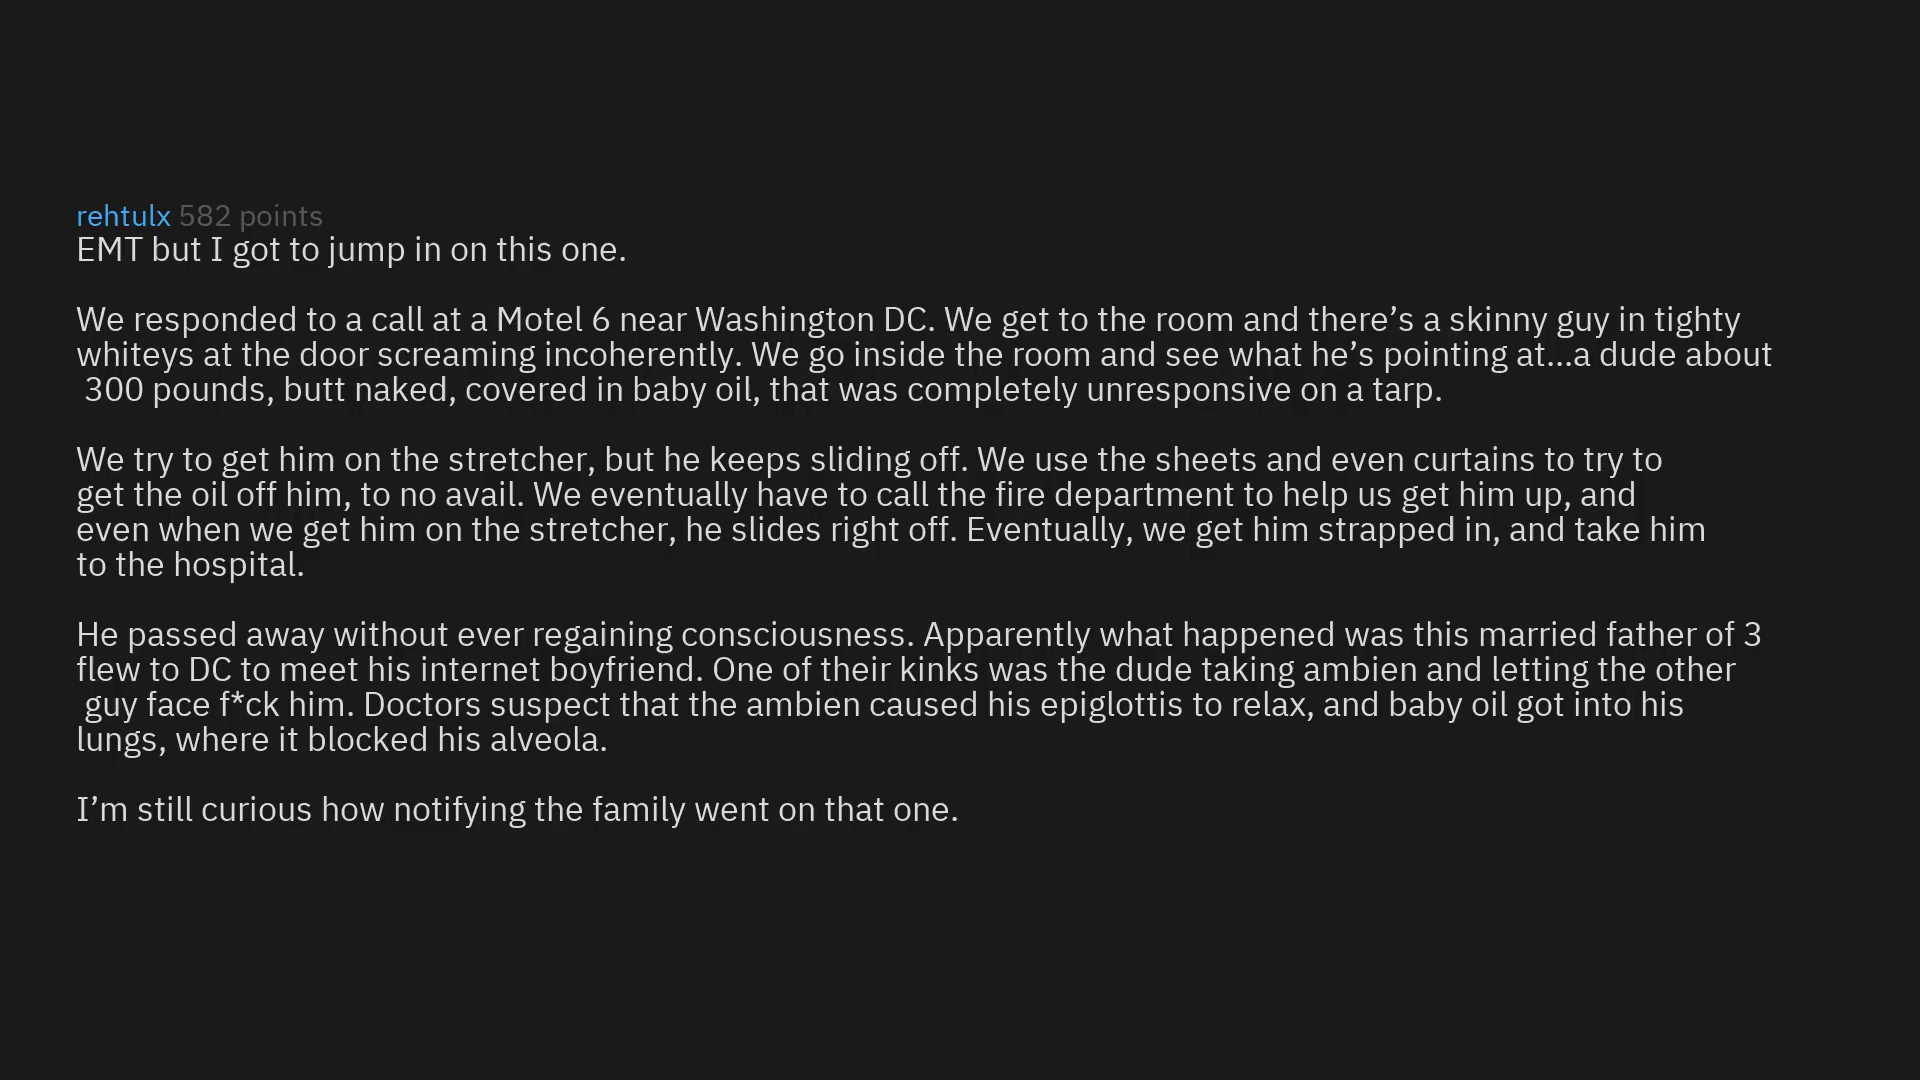 rehtulx 582 points
EMT but I got to jump in on this one.
We responded to a call at a Motel 6 near Washington DC. We get to the room and there’s a skinny guy in tighty
whiteys at the door screaming incoherently. We go inside the room and see what he’s pointing at...a dude about
300 pounds, butt naked, covered in baby oil, that was completely unresponsive on a tarp.
We try to get him on the stretcher, but he keeps sliding off. We use the sheets and even curtains to try to
get the oil off him, to no avail. We eventually have to call the fire department to help us get him up, and
even when we get him on the stretcher, he slides right off. Eventually, we get him strapped in, and take him
to the hospital.
He passed away without ever regaining consciousness. Apparently what happened was this married father of 3
flew to DC to meet his internet boyfriend. One of their kinks was the dude taking ambien and letting the other
guy face f*ck him. Doctors suspect that the ambien caused his epiglottis to relax, and baby oil got into his
lungs, where it blocked his alveola.
I’m still curious how notifying the family went on that one.